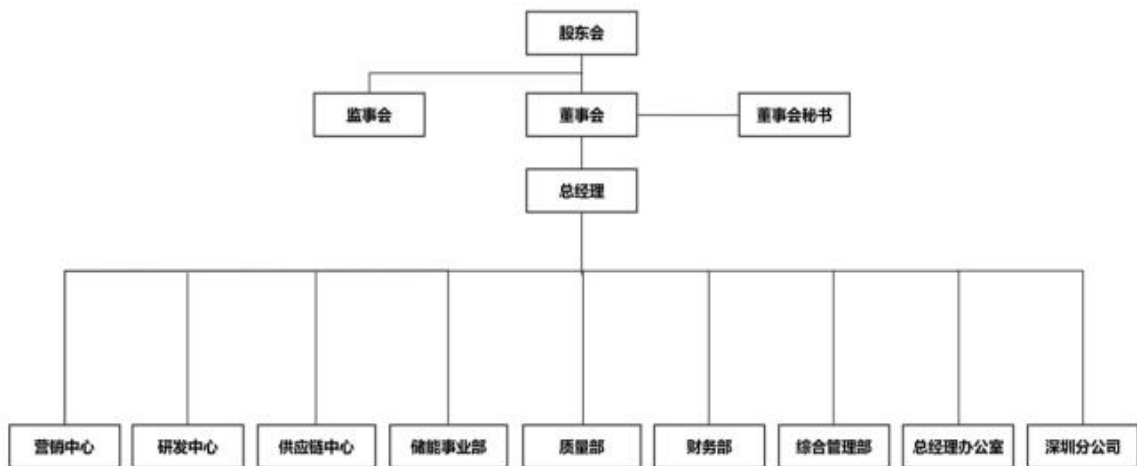 股东会
监事会
董事会
董事会秘书
总经理
营销中心
研发中心
供应链中心
储能事业部
质量部
财务部
综合管理部
总经理办公室
深圳分公司